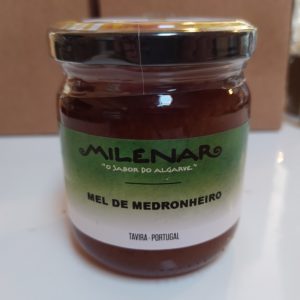 MILENAR
"O SABOR DO ALGARVE"
MEL DE MEDRONHEIRO
TAVIRA · PORTUGAL